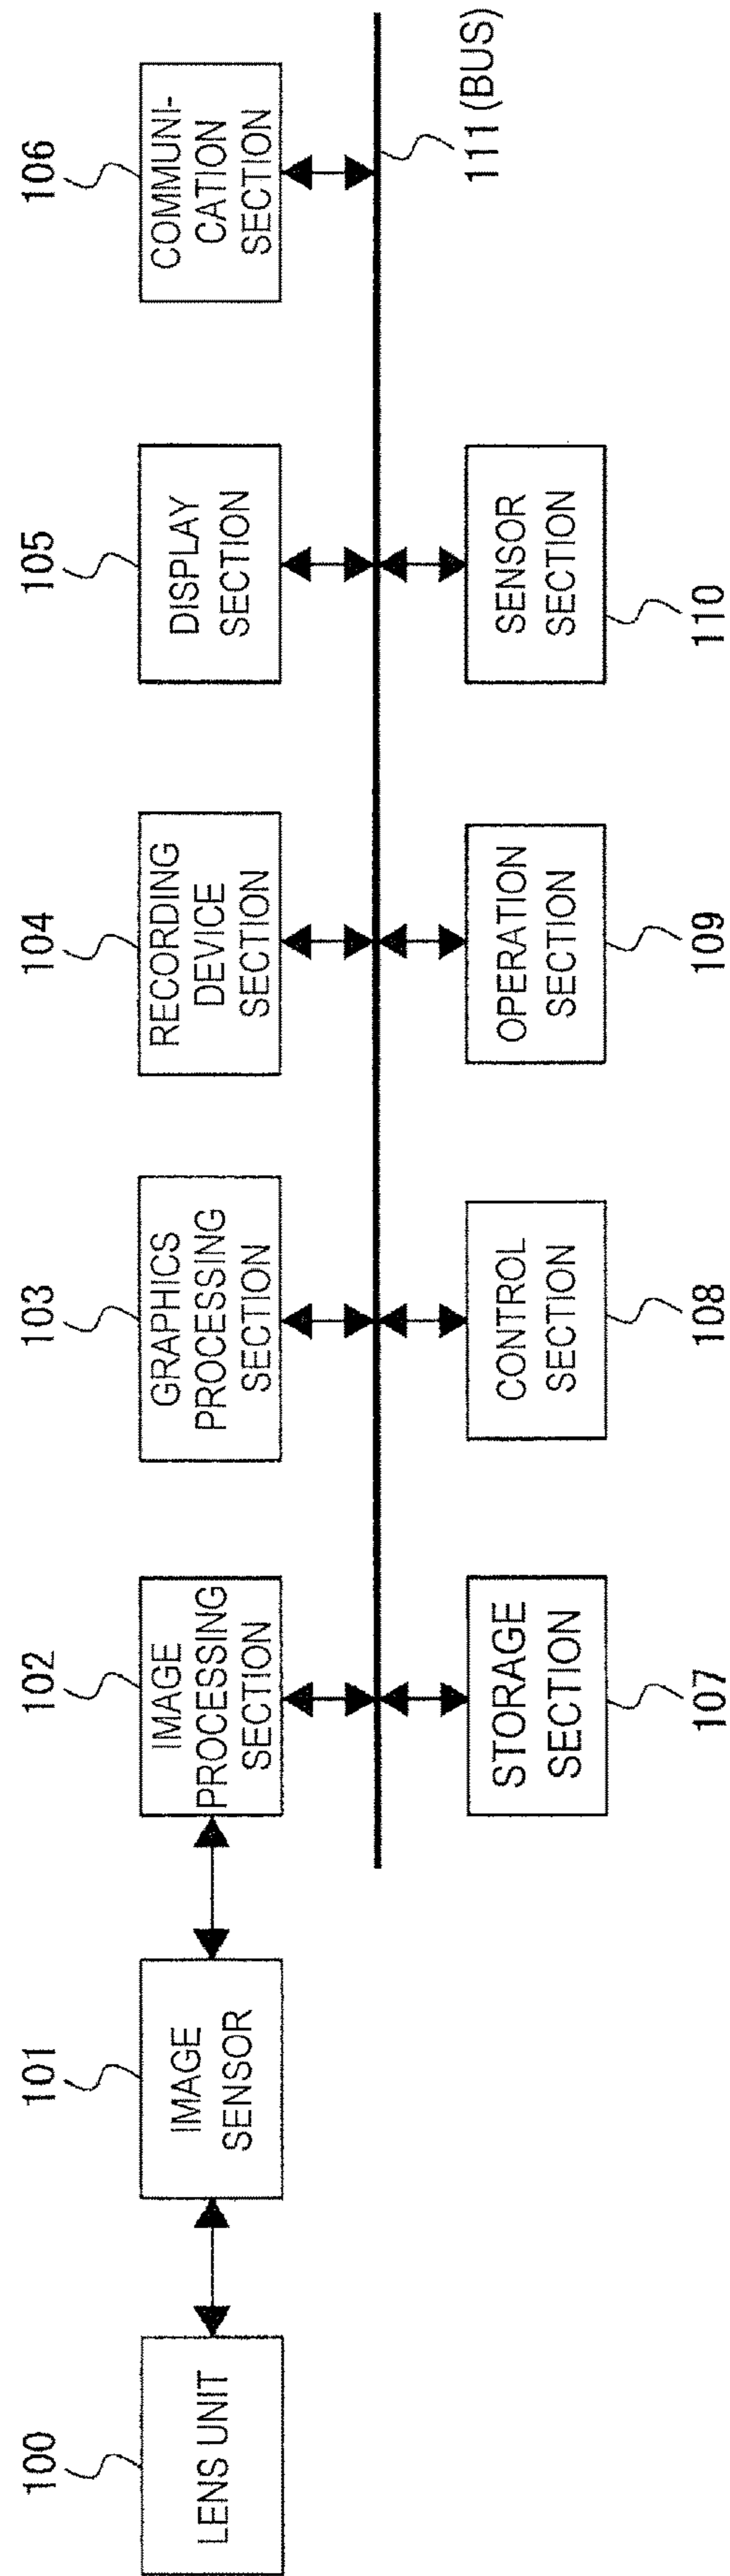 100
101
102
103
104
105
106
LENS UNIT
IMAGE
SENSOR
IMAGE
PROCESSING
SECTION
GRAPHICS
PROCESSING
SECTION
RECORDING
DEVICE
SECTION
DISPLAY
SECTION
COMMUNI-
CATION
SECTION
111 (BUS)
STORAGE
SECTION
CONTROL
SECTION
OPERATION
SECTION
SENSOR
SECTION
107
108
109
110